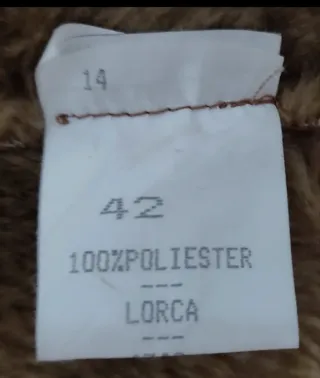 14
42
100%POLIESTER
---
LORCA
---